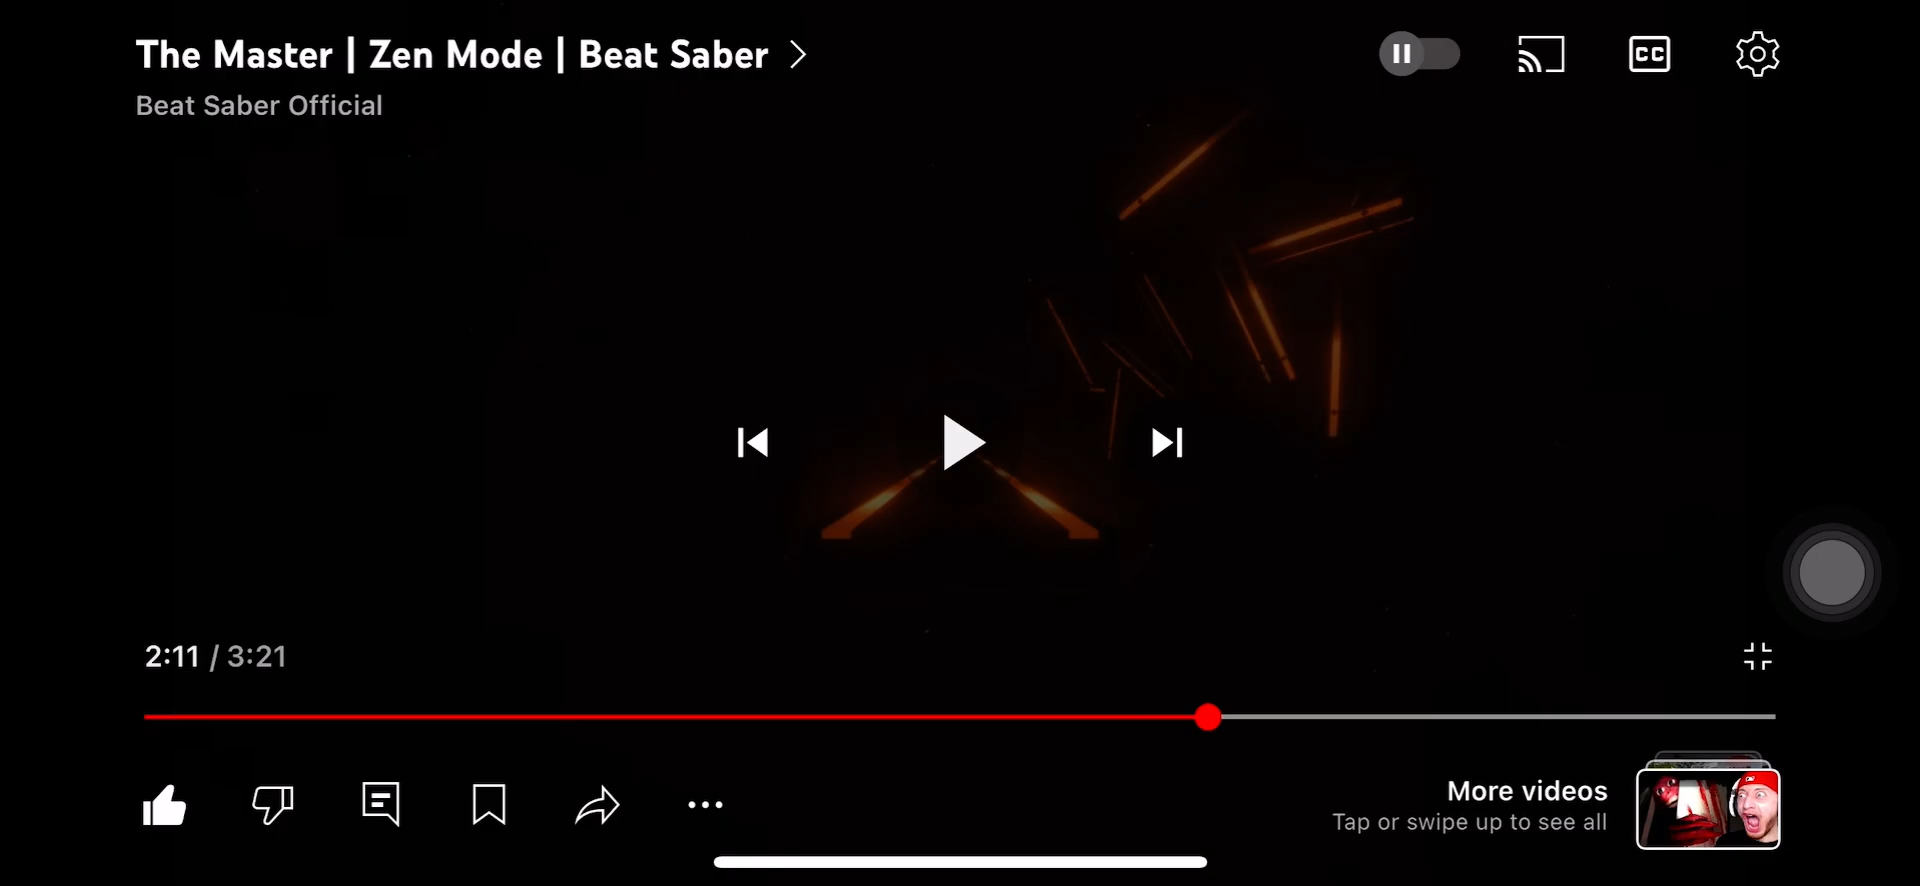 The Master | Zen Mode | Beat Saber
Beat Saber Official
CC
2:11 / 3:21
More videos
Tap or swipe up to see all